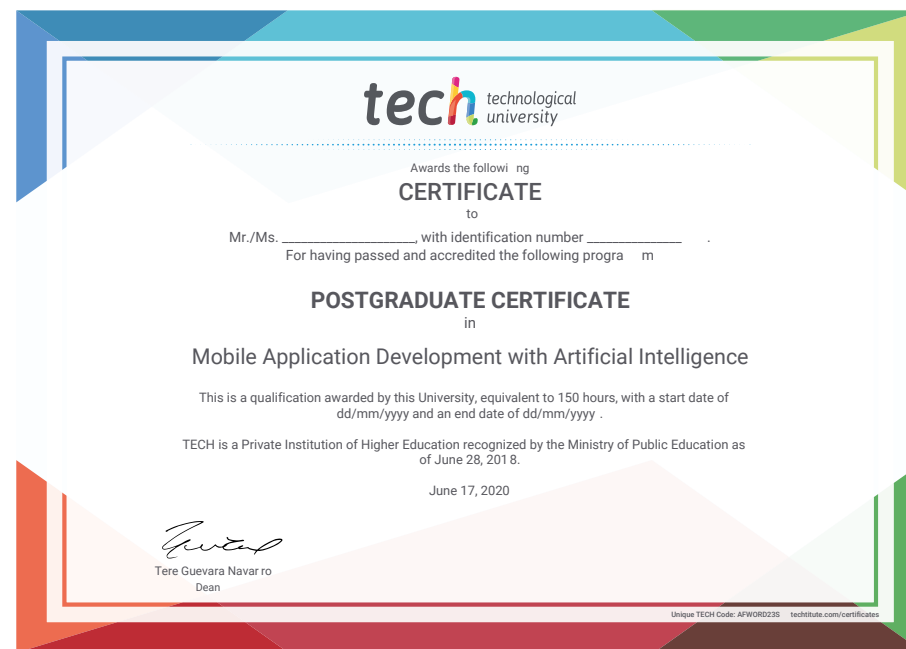 tech technological
university
Awards the followi ng
CERTIFICATE
to
Mr./Ms. ___________________, with identification number ______________ .
For having passed and accredited the following progra m
POSTGRADUATE CERTIFICATE
in
Mobile Application Development with Artificial Intelligence
This is a qualification awarded by this University, equivalent to 150 hours, with a start date of
dd/mm/yyyy and an end date of dd/mm/yyyy .
TECH is a Private Institution of Higher Education recognized by the Ministry of Public Education as
of June 28, 201 8.
June 17, 2020
Tere Guevara Navar ro
Dean
Unique TECH Code: AFWORD23S techtitute.com/certificates